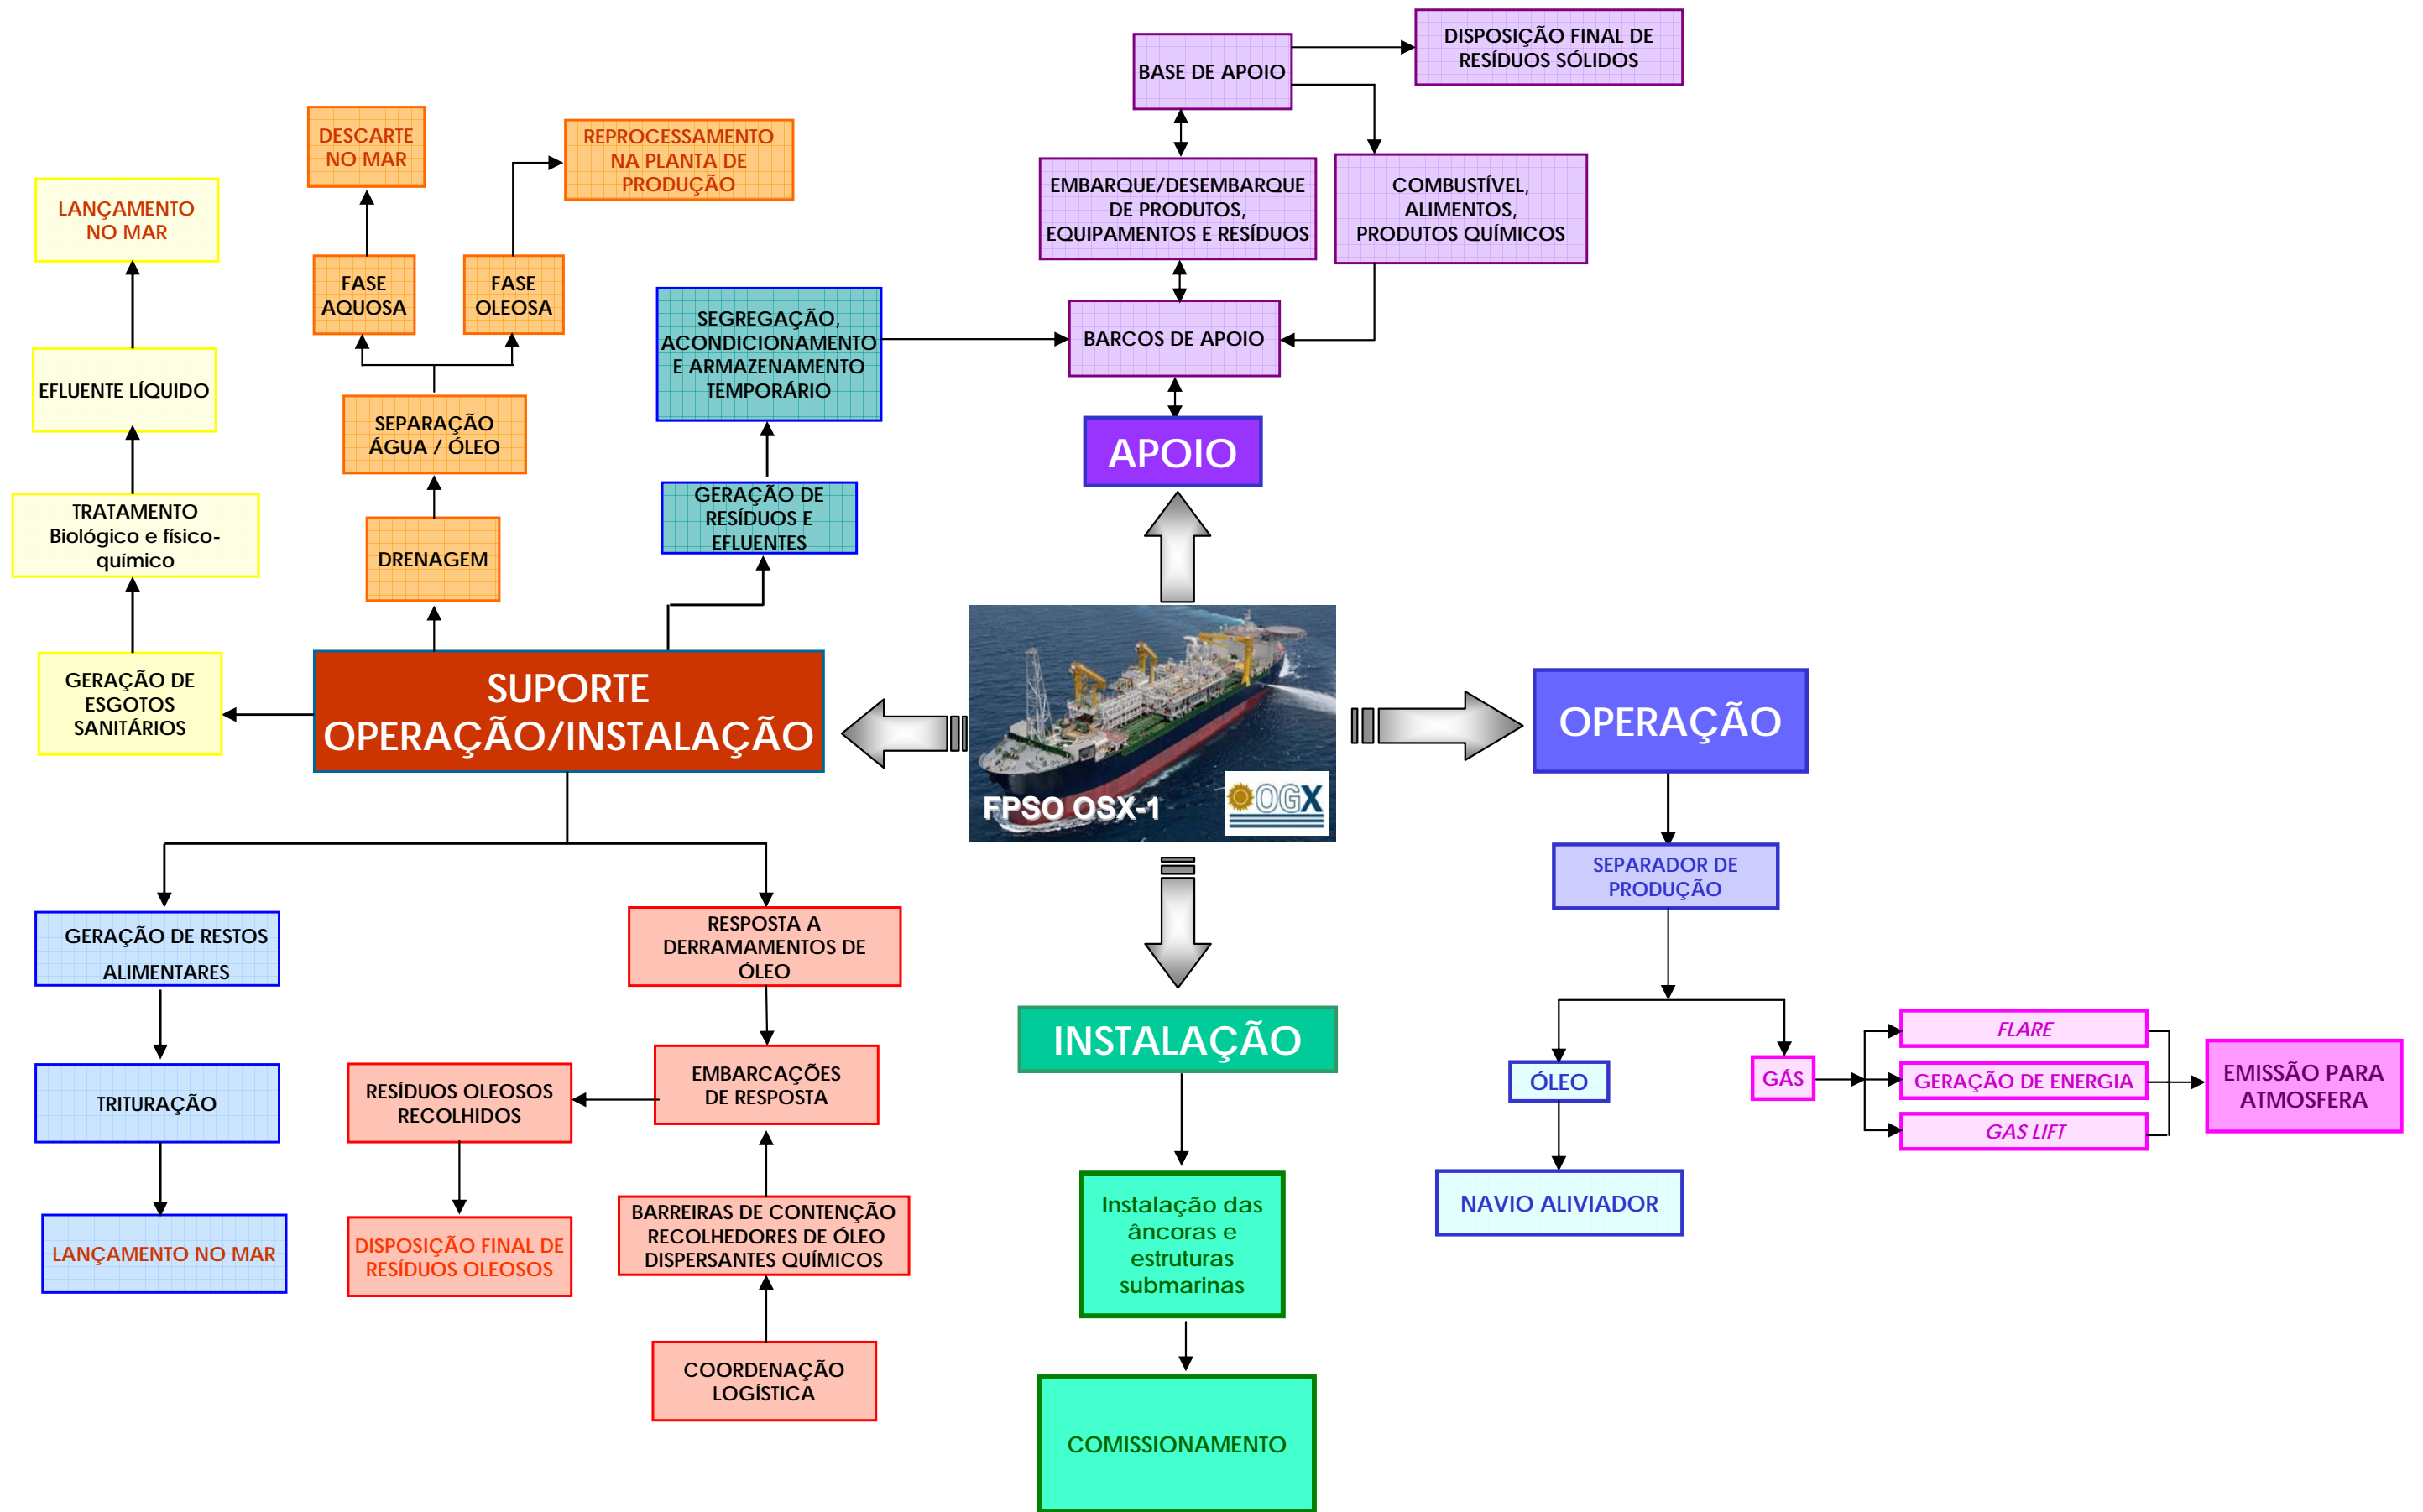 BASE DE APOIO
DISPOSIÇÃO FINAL DE
RESÍDUOS SÓLIDOS
DESCARTE
NO MAR
REPROCESSAMENTO
NA PLANTA DE
PRODUÇÃO
EMBARQUE/DESEMBARQUE
DE PRODUTOS,
EQUIPAMENTOS E RESÍDUOS
COMBUSTÍVEL,
ALIMENTOS,
PRODUTOS QUÍMICOS
LANÇAMENTO
NO MAR
FASE
AQUOSA
FASE
OLEOSA
SEGREGAÇÃO,
ACONDICIONAMENTO
E ARMAZENAMENTO
TEMPORÁRIO
BARCOS DE APOIO
EFLUENTE LÍQUIDO
SEPARAÇÃO
ÁGUA / ÓLEO
APOIO
TRATAMENTO
Biológico e físico-
químico
DRENAGEM
GERAÇÃO DE
RESÍDUOS E
EFLUENTES
GERAÇÃO DE
ESGOTOS
SANITÁRIOS
SUPORTE
OPERAÇÃO/INSTALAÇÃO
FPSO OSX-1
OGX
OPERAÇÃO
SEPARADOR DE
PRODUÇÃO
GERAÇÃO DE RESTOS
ALIMENTARES
RESPOSTA A
DERRAMAMENTOS DE
ÓLEO
INSTALAÇÃO
TRITURAÇÃO
RESÍDUOS OLEOSOS
RECOLHIDOS
EMBARCAÇÕES
DE RESPOSTA
ÓLEO
GÁS
FLARE
GERAÇÃO DE ENERGIA
GAS LIFT
EMISSÃO PARA
ATMOSFERA
LANÇAMENTO NO MAR
DISPOSIÇÃO FINAL DE
RESÍDUOS OLEOSOS
BARREIRAS DE CONTENÇÃO
RECOLHEDORES DE ÓLEO
DISPERSANTES QUÍMICOS
Instalação das
âncoras e
estruturas
submarinas
NAVIO ALIVIADOR
COORDENAÇÃO
LOGÍSTICA
COMISSIONAMENTO